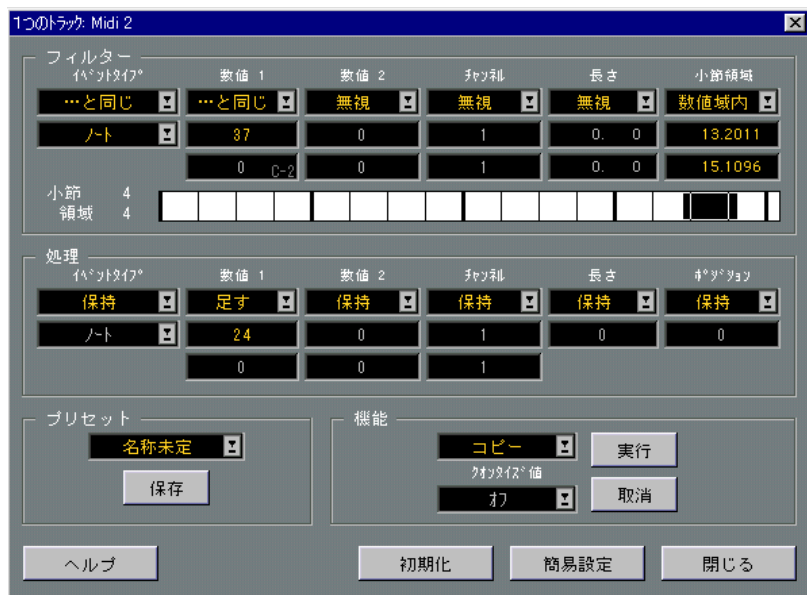 1つのﾄﾗｯｸ: Midi 2
フィルター
ｲﾍﾞﾝﾄﾀｲﾌﾟ 数値 1 数値 2 ﾁｬﾝﾈﾙ 長さ 小節領域
…と同じ …と同じ 無視 無視 無視 数値域内
ﾉｰﾄ 37 0 1 0. 0 13.2011
0 C-2 0 1 0. 0 15.1096
小節 4
領域 4
処理
ｲﾍﾞﾝﾄﾀｲﾌﾟ 数値 1 数値 2 ﾁｬﾝﾈﾙ 長さ ﾎﾟｼﾞｼｮﾝ
保持 足す 保持 保持 保持 保持
ﾉｰﾄ 24 0 1 0 0
0 0 1
プリセット
名称未定
保存
機能
コピー
実行
ｸｵﾝﾀｲｽﾞ値
ｵﾌ
取消
ヘルプ 初期化 簡易設定 閉じる